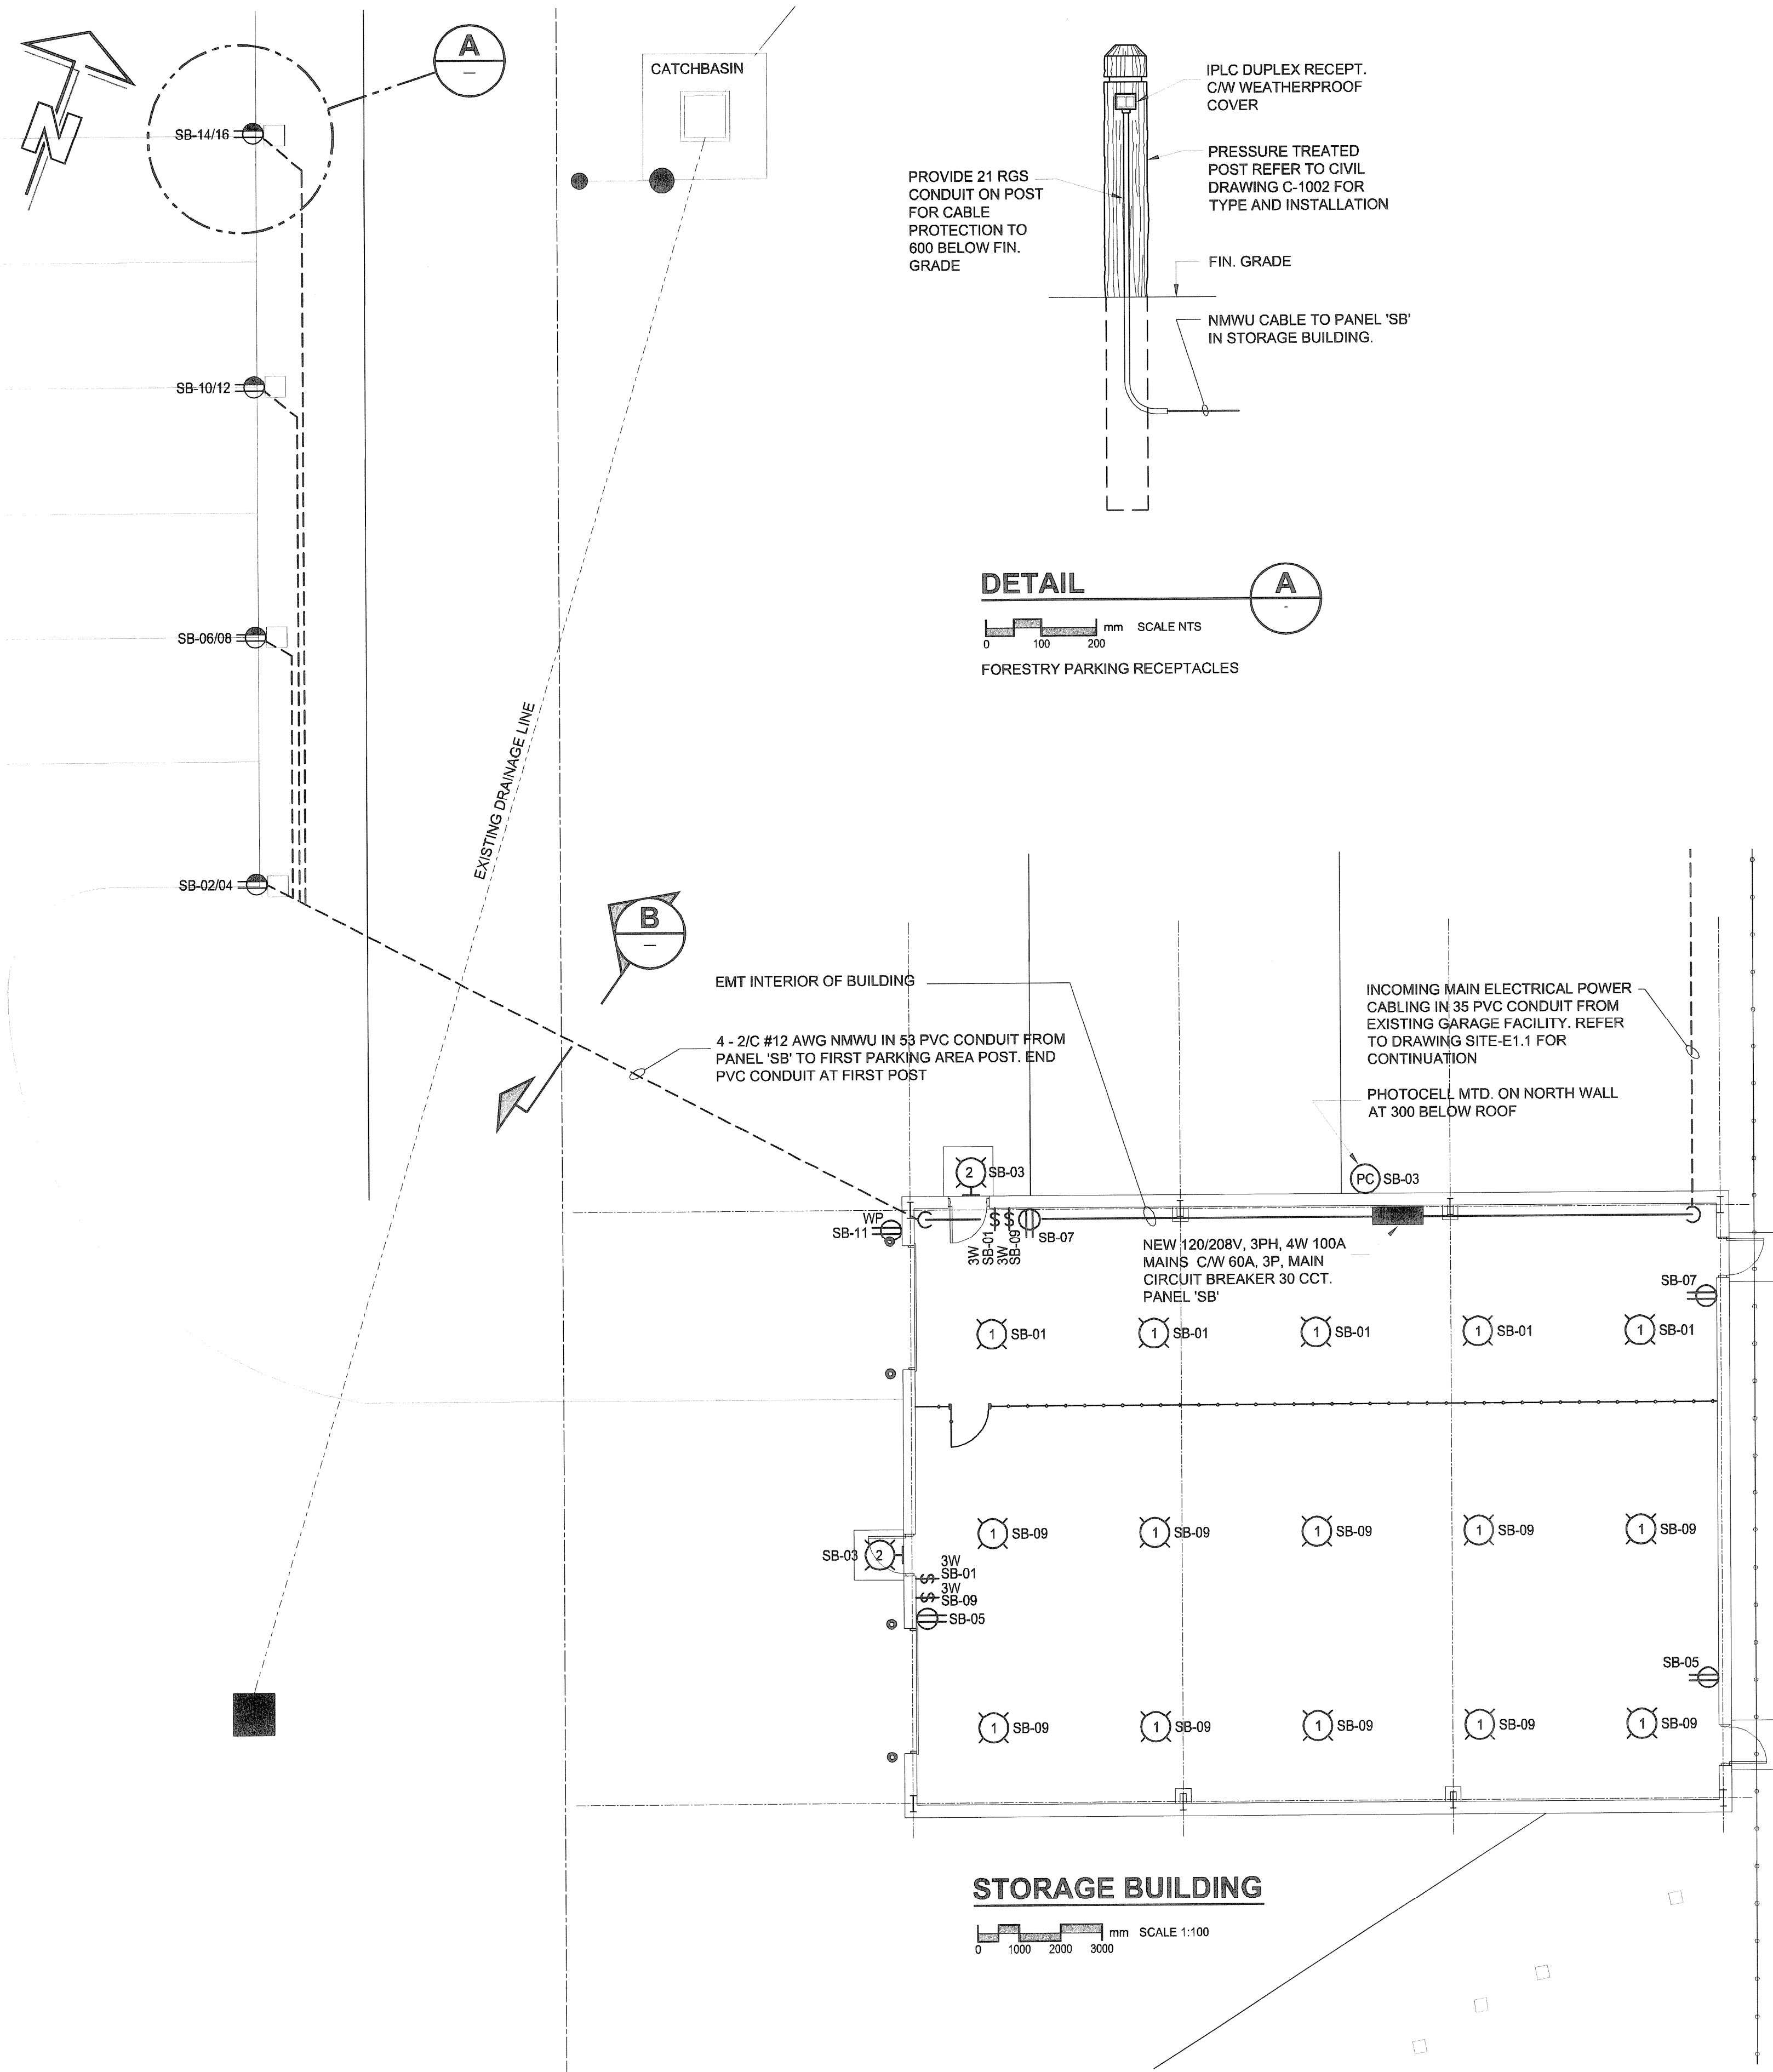 N
A
–
SB-14/16
CATCHBASIN
IPLC DUPLEX RECEPT.
C/W WEATHERPROOF
COVER
PRESSURE TREATED
POST REFER TO CIVIL
DRAWING C-1002 FOR
TYPE AND INSTALLATION
PROVIDE 21 RGS
CONDUIT ON POST
FOR CABLE
PROTECTION TO
600 BELOW FIN.
GRADE
FIN. GRADE
NMWU CABLE TO PANEL 'SB'
IN STORAGE BUILDING.
SB-10/12
DETAIL
A
-
mm SCALE NTS
0 100 200
FORESTRY PARKING RECEPTACLES
SB-06/08
EXISTING DRAINAGE LINE
SB-02/04
B
–
EMT INTERIOR OF BUILDING
4 - 2/C #12 AWG NMWU IN 53 PVC CONDUIT FROM
PANEL 'SB' TO FIRST PARKING AREA POST. END
PVC CONDUIT AT FIRST POST
INCOMING MAIN ELECTRICAL POWER
CABLING IN 35 PVC CONDUIT FROM
EXISTING GARAGE FACILITY. REFER
TO DRAWING SITE-E1.1 FOR
CONTINUATION
PHOTOCELL MTD. ON NORTH WALL
AT 300 BELOW ROOF
2 SB-03
PC SB-03
WP
SB-11
$ $
3W
SB-01
3W
SB-09
SB-07
NEW 120/208V, 3PH, 4W 100A
MAINS C/W 60A, 3P, MAIN
CIRCUIT BREAKER 30 CCT.
PANEL 'SB'
SB-07
1 SB-01 1 SB-01 1 SB-01 1 SB-01 1 SB-01
1 SB-09 1 SB-09 1 SB-09 1 SB-09 1 SB-09
SB-03 2
3W
$ SB-01
3W
$ SB-09
SB-05
SB-05
1 SB-09 1 SB-09 1 SB-09 1 SB-09 1 SB-09
STORAGE BUILDING
mm SCALE 1:100
0 1000 2000 3000